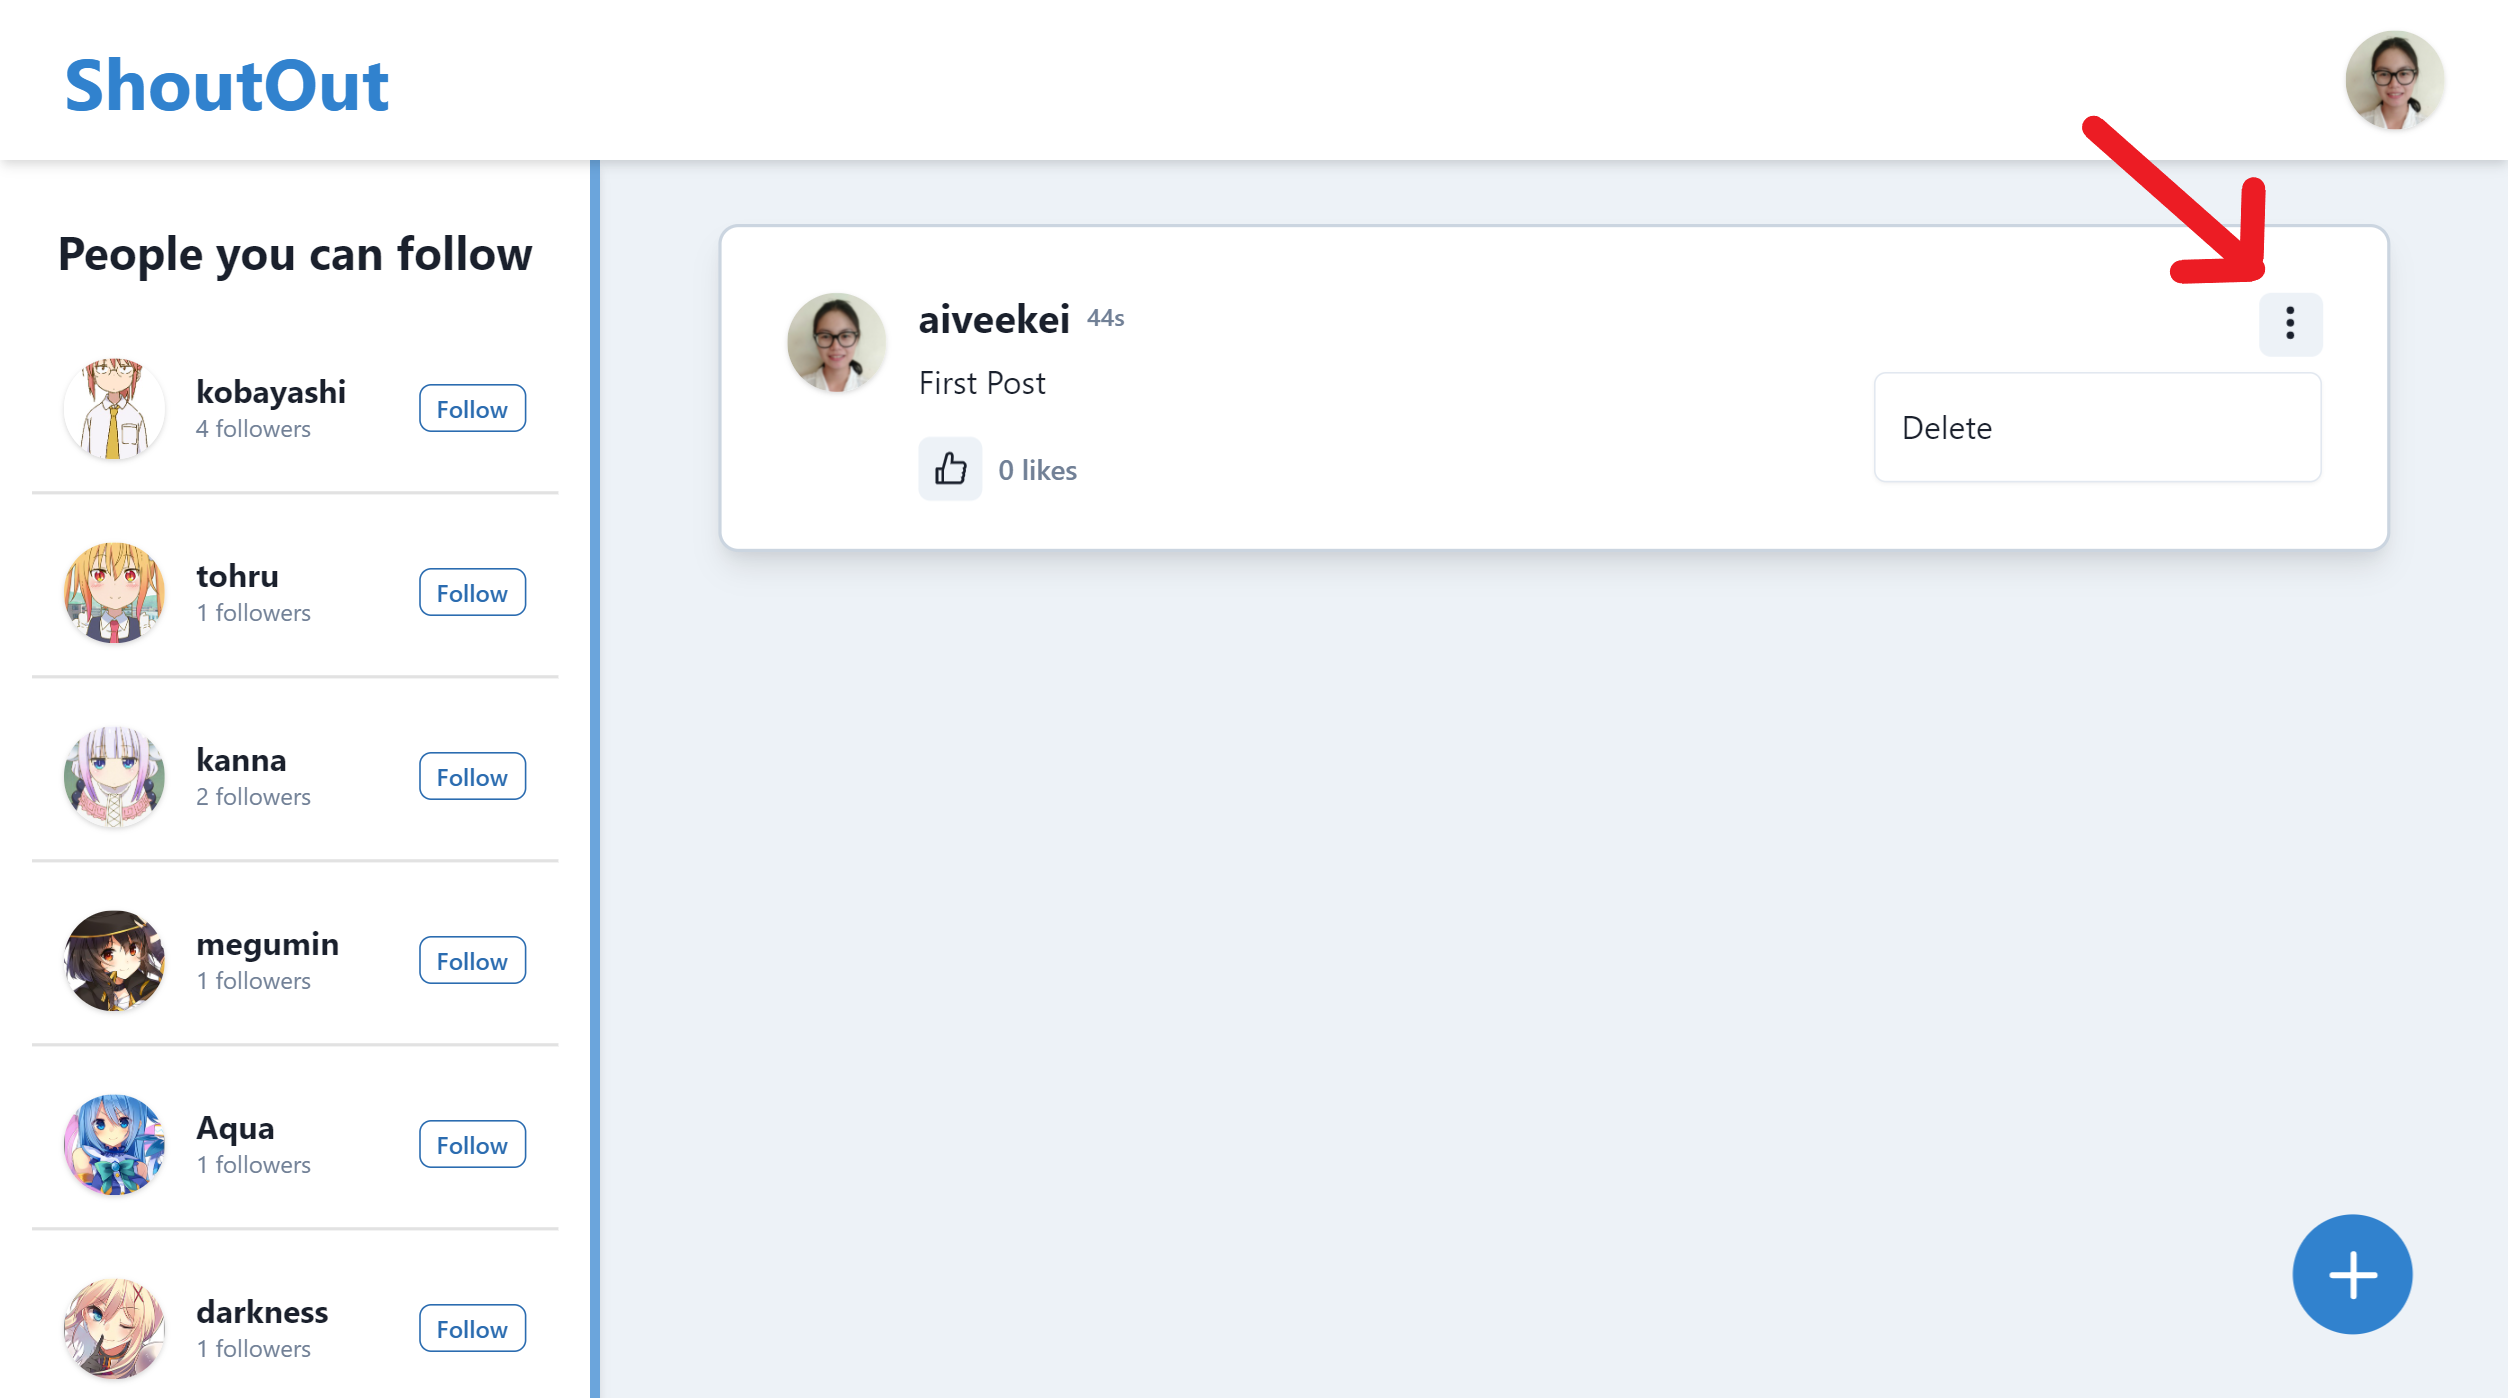 ShoutOut
People you can follow
kobayashi
4 followers
Follow
tohru
1 followers
Follow
kanna
2 followers
Follow
megumin
1 followers
Follow
Aqua
1 followers
Follow
darkness
1 followers
Follow
aiveekei 44s
First Post
0 likes
Delete